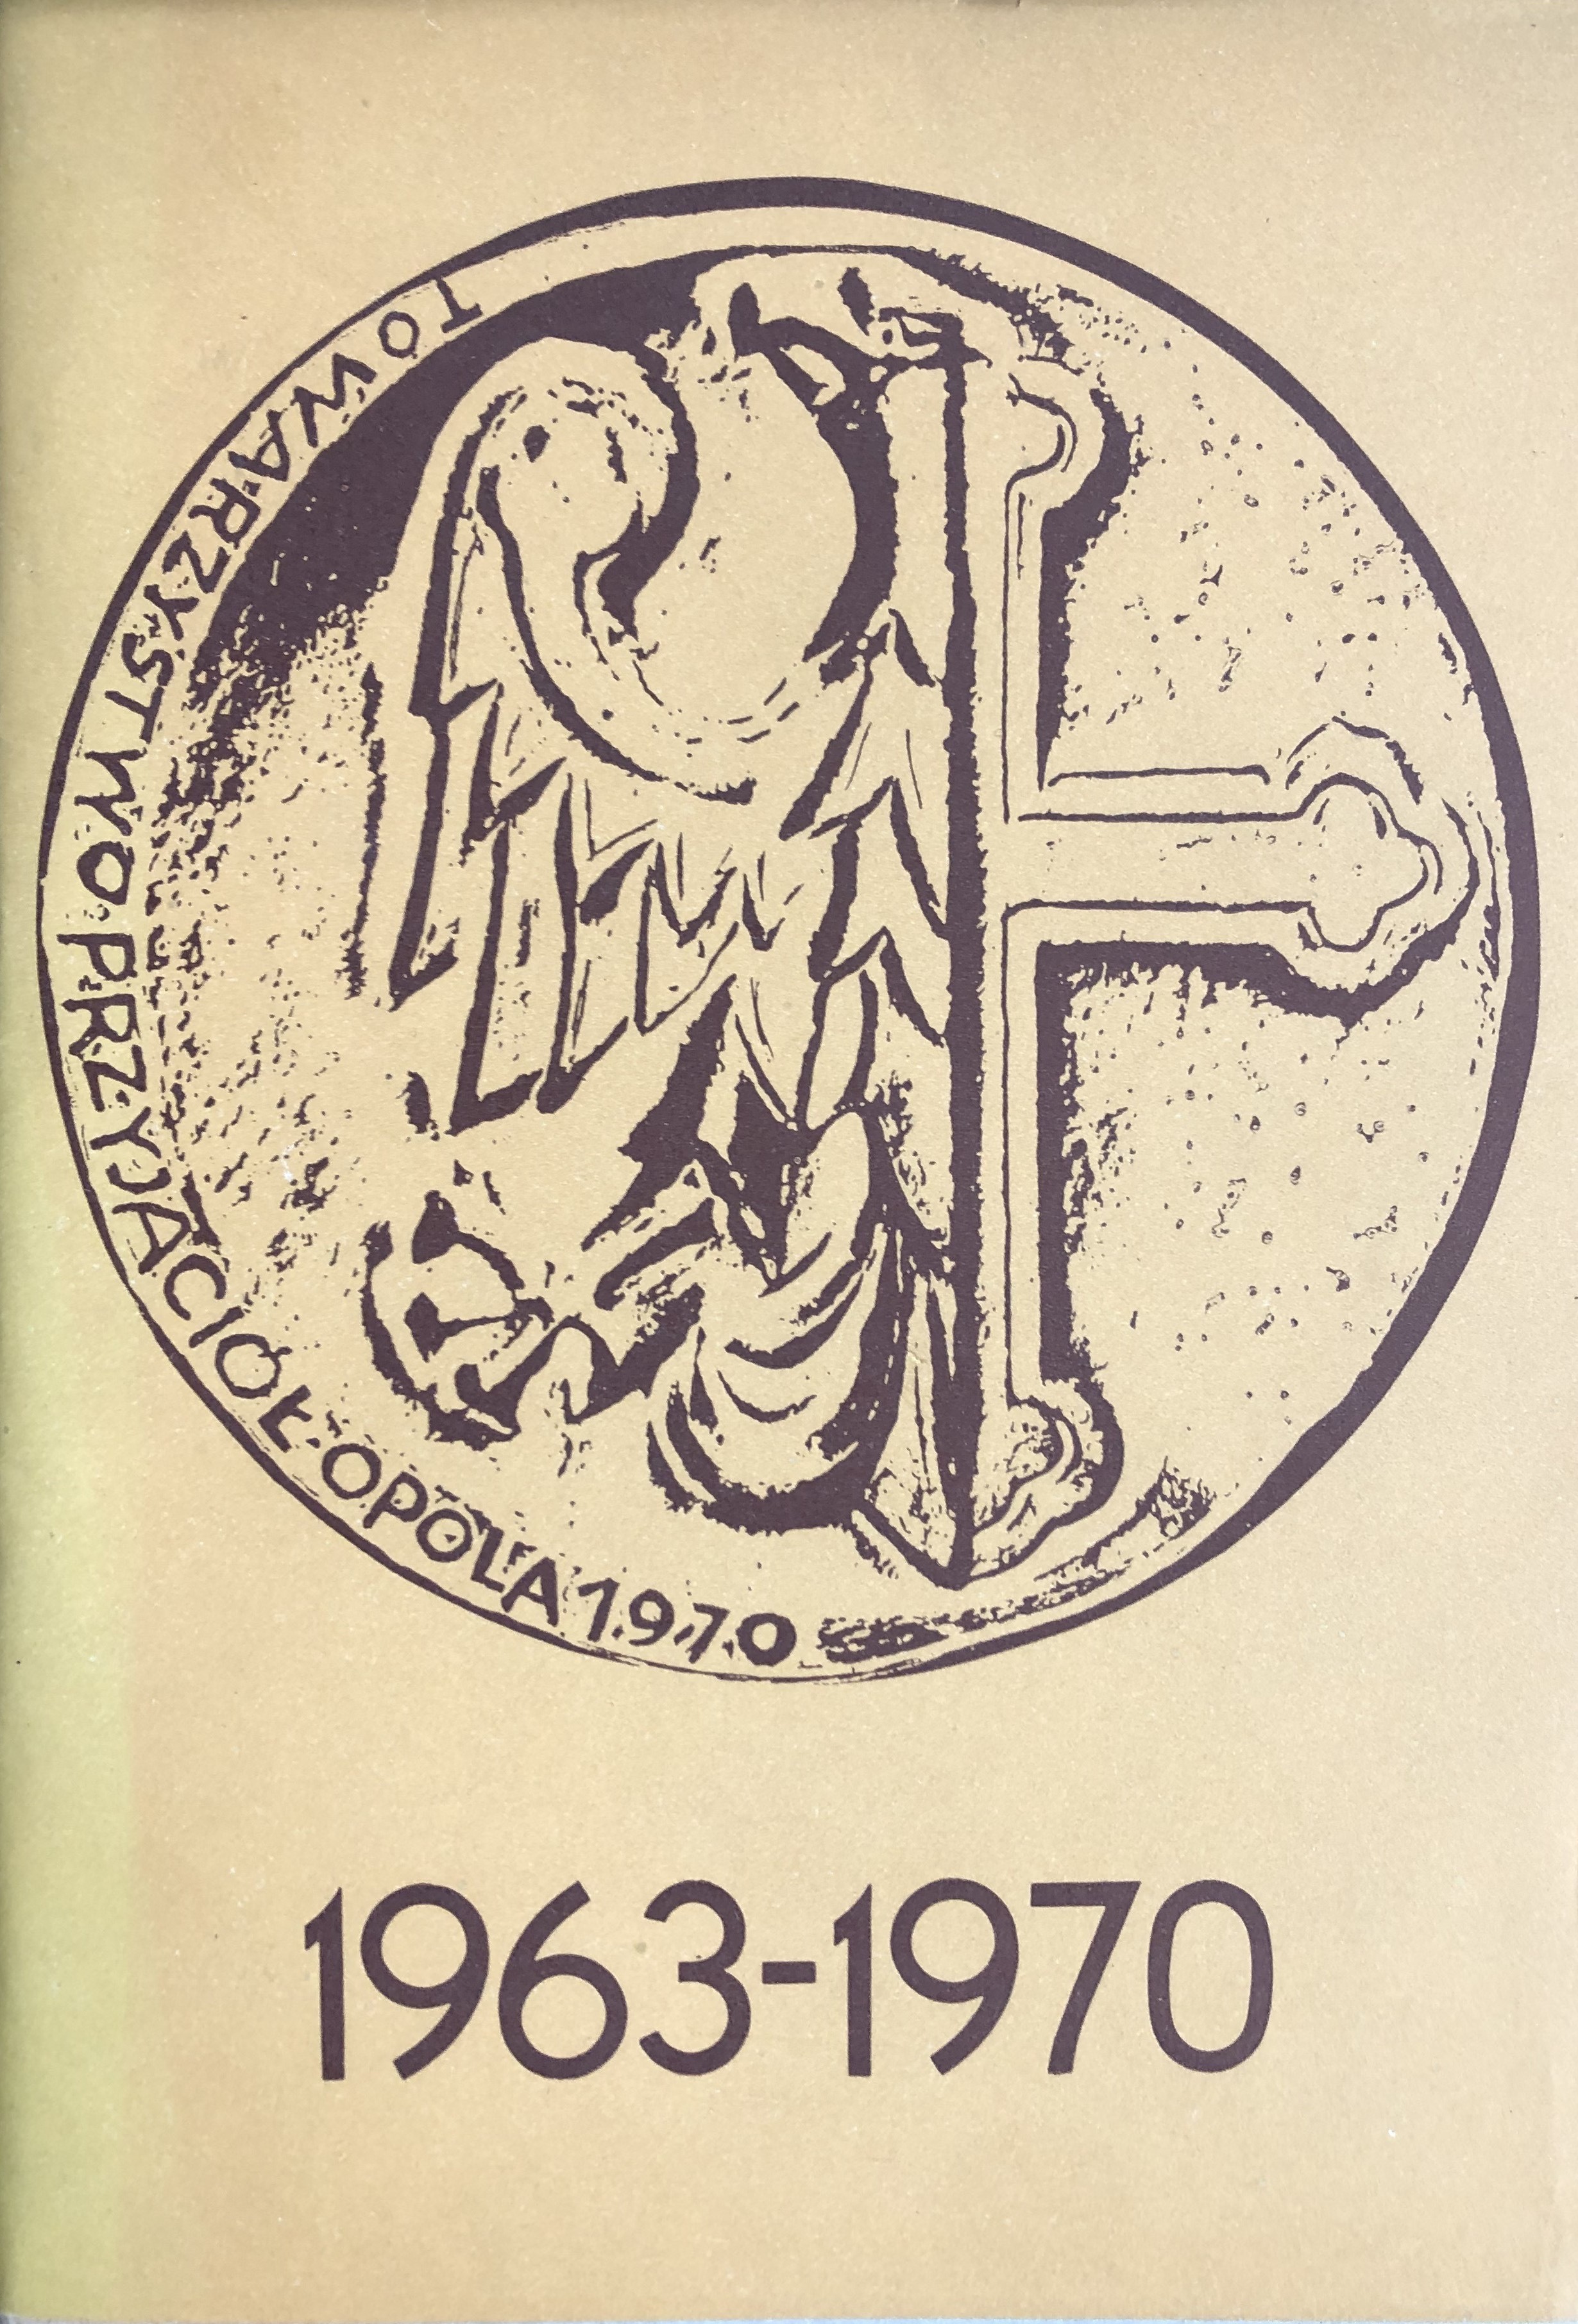 TOWARZYSTWO PRZYJACIÓŁ OPOLA 1970
1963-1970